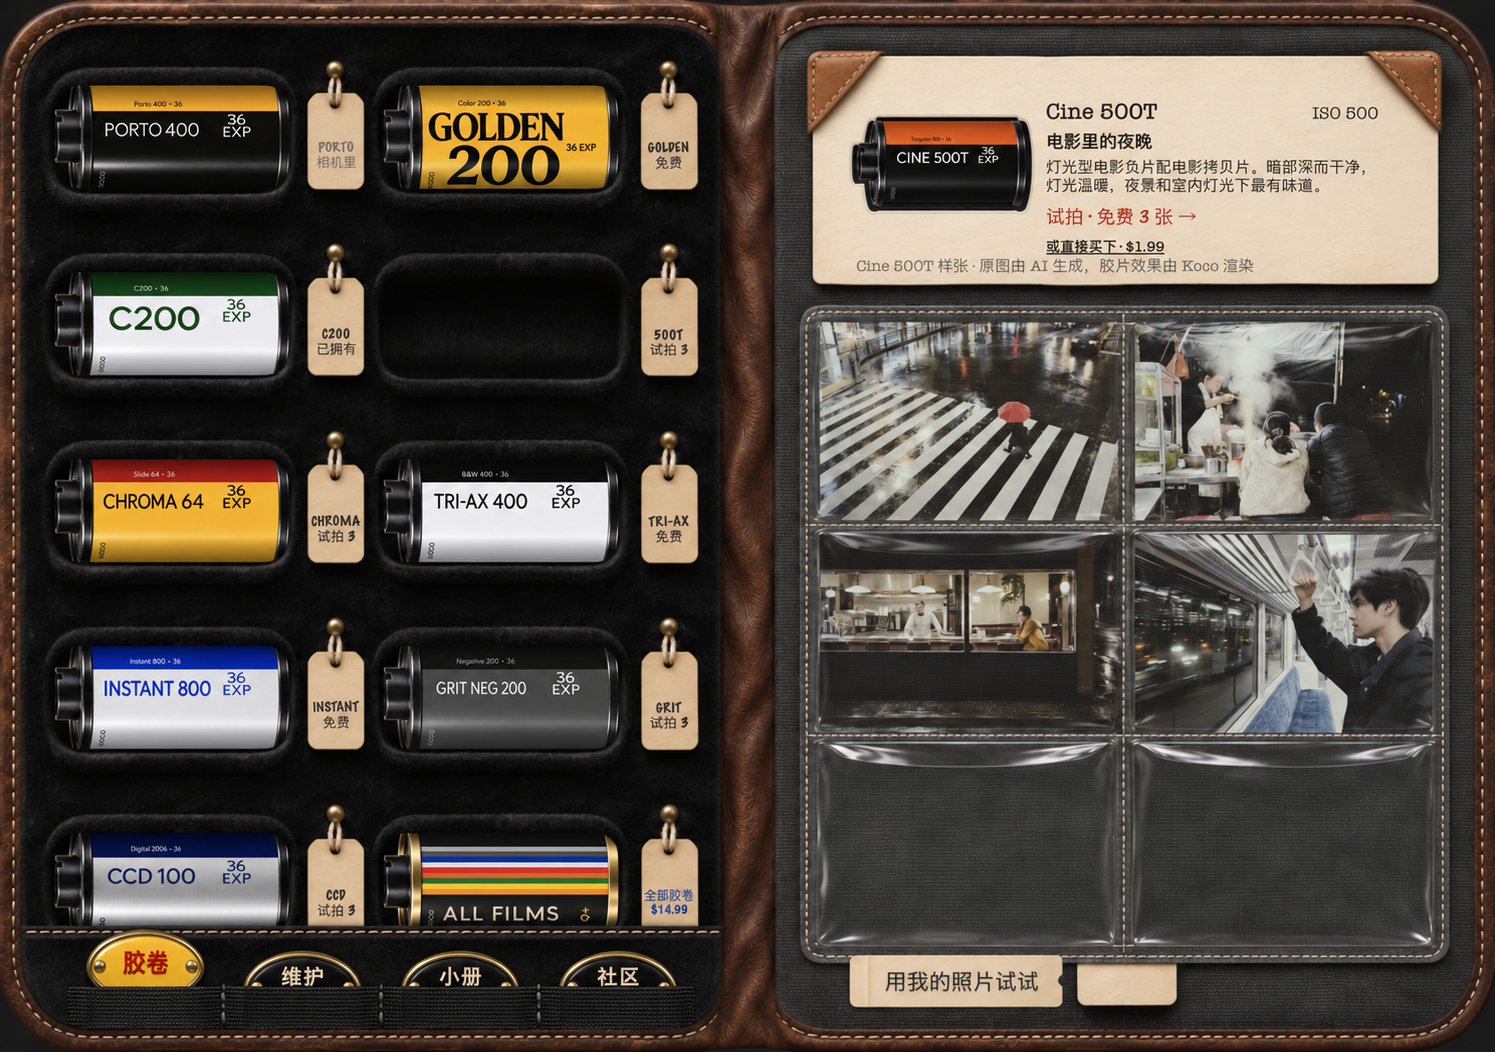 Porto 400 • 36
PORTO 400
36
EXP
PORTO
相机里
Color 200 • 36
GOLDEN
200
36 EXP
GOLDEN
免费
C200 • 36
C200
36
EXP
C200
已拥有
500T
试拍 3
Slide 64 • 36
CHROMA 64
36
EXP
CHROMA
试拍 3
B&W 400 • 36
TRI-AX 400
36
EXP
TRI-AX
免费
Instant 800 • 36
INSTANT 800
36
EXP
INSTANT
免费
Negative 200 • 36
GRIT NEG 200
36
EXP
GRIT
试拍 3
Digital 2006 • 36
CCD 100
36
EXP
CCD
试拍 3
ALL FILMS
全部胶卷
$14.99
胶卷
维护
小册
社区
Tungsten 500 • 36
CINE 500T
36
EXP
Cine 500T
ISO 500
电影里的夜晚
灯光型电影负片配电影拷贝片。暗部深而干净，
灯光温暖，夜景和室内灯光下最有味道。
试拍 · 免费 3 张 →
或直接买下 · $1.99
Cine 500T 样张 · 原图由 AI 生成，胶片效果由 Koco 渲染
用我的照片试试